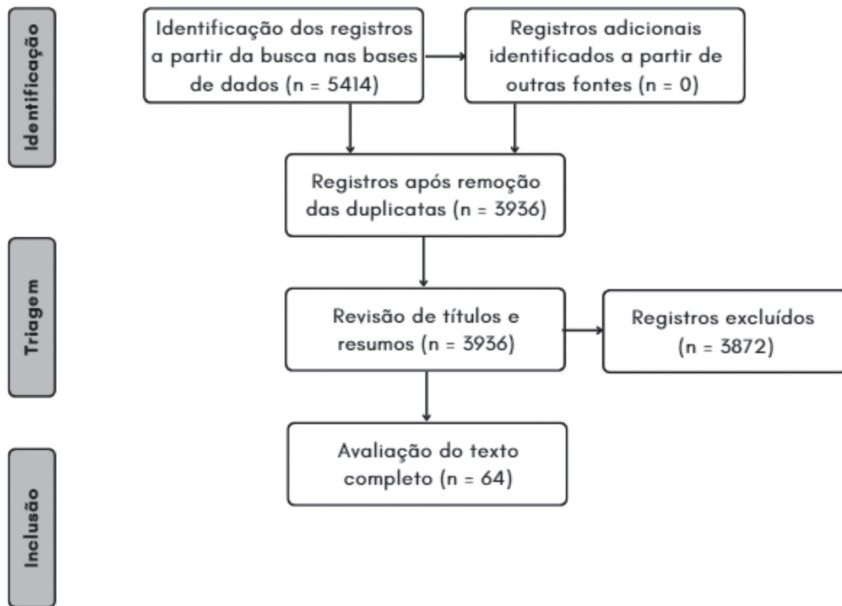 Identificação
Identificação dos registros
a partir da busca nas bases
de dados (n = 5414)
Registros adicionais
identificados a partir de
outras fontes (n = 0)
Registros após remoção
das duplicatas (n = 3936)
Triagem
Revisão de títulos e
resumos (n = 3936)
Registros excluídos
(n = 3872)
Avaliação do texto
completo (n = 64)
Inclusão